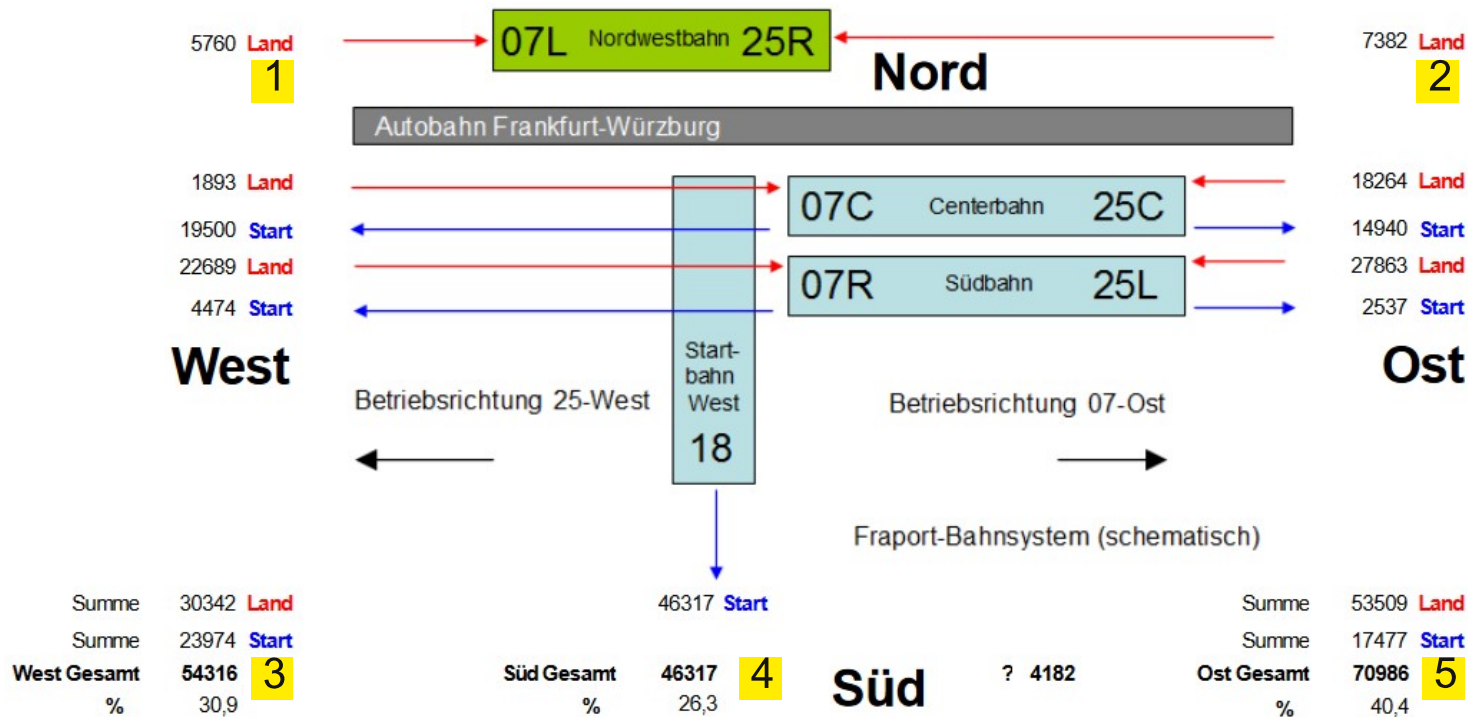 5760 Land
07L Nordwestbahn 25R
7382 Land
1
Nord
2
Autobahn Frankfurt-Würzburg
1893 Land
18264 Land
07C Centerbahn 25C
19500 Start
14940 Start
22689 Land
27863 Land
07R Südbahn 25L
4474 Start
2537 Start
West
Start-
bahn
West
18
Ost
Betriebsrichtung 25-West
Betriebsrichtung 07-Ost
Fraport-Bahnsystem (schematisch)
Summe 30342 Land
46317 Start
Summe 53509 Land
Summe 23974 Start
Summe 17477 Start
West Gesamt 54316 3
Süd Gesamt 46317 4
Süd
? 4182
Ost Gesamt 70986 5
% 30,9
% 26,3
% 40,4